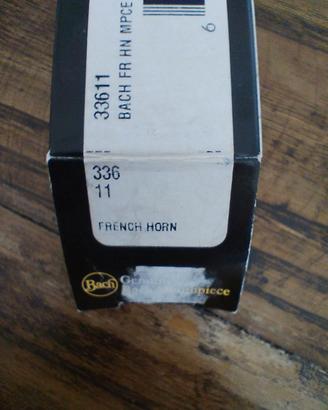 33611
BACH FR HN MPCE
6
336
11
FRENCH HORN
Bach